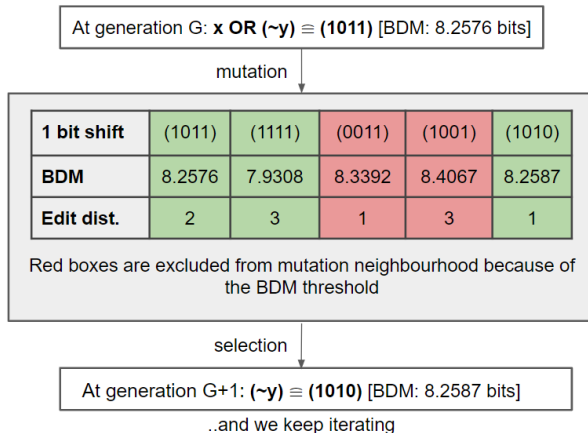 At generation G: x OR (~y) ≅ (1011) [BDM: 8.2576 bits]
mutation
1 bit shift (1011) (1111) (0011) (1001) (1010)
BDM 8.2576 7.9308 8.3392 8.4067 8.2587
Edit dist. 2 3 1 3 1
Red boxes are excluded from mutation neighbourhood because of
the BDM threshold
selection
At generation G+1: (~y) ≅ (1010) [BDM: 8.2587 bits]
..and we keep iterating